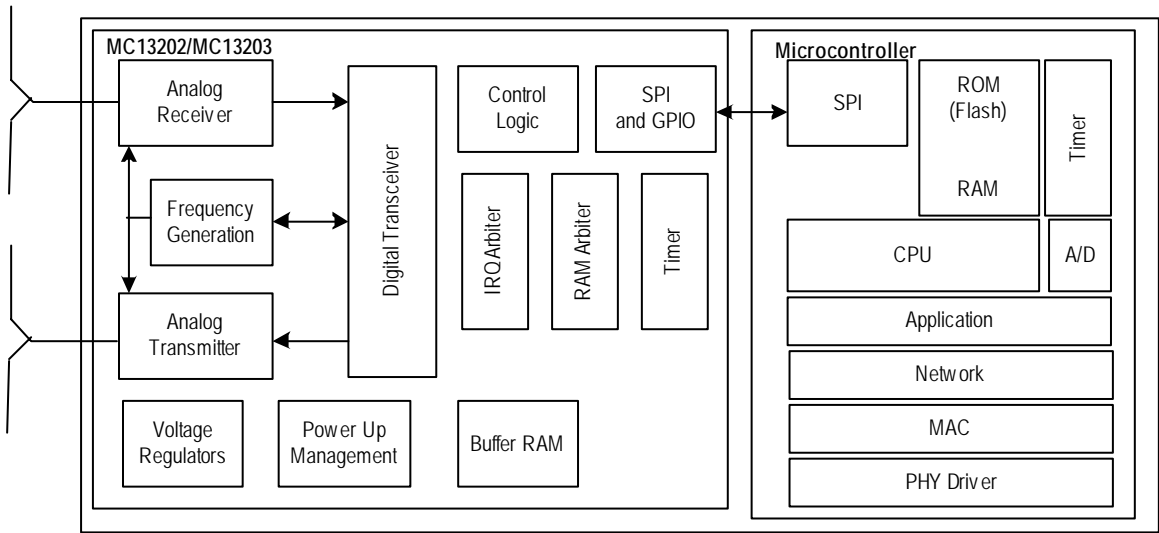 MC13202/MC13203
Analog
Receiver
Frequency
Generation
Analog
Transmitter
Voltage
Regulators
Power Up
Management
Digital Transceiver
Control
Logic
SPI
and GPIO
IRQ Arbiter
RAM Arbiter
Timer
Buffer RAM
Microcontroller
SPI
ROM
(Flash)
RAM
Timer
CPU
A/D
Application
Network
MAC
PHY Driver